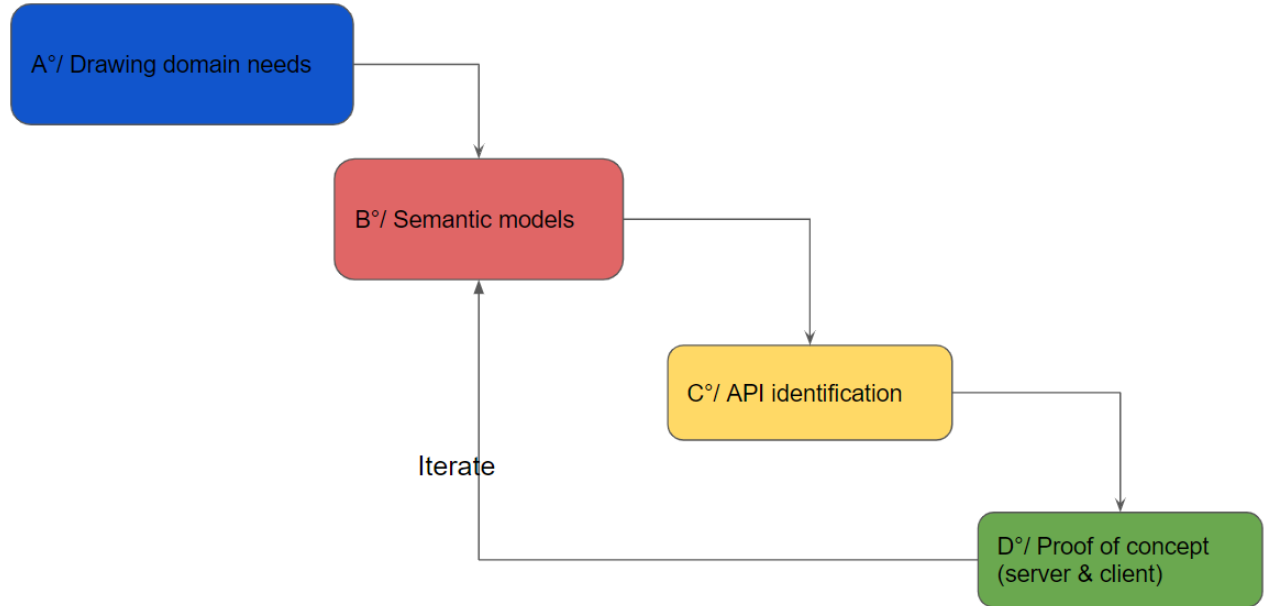 A°/ Drawing domain needs
B°/ Semantic models
C°/ API identification
Iterate
D°/ Proof of concept
(server & client)